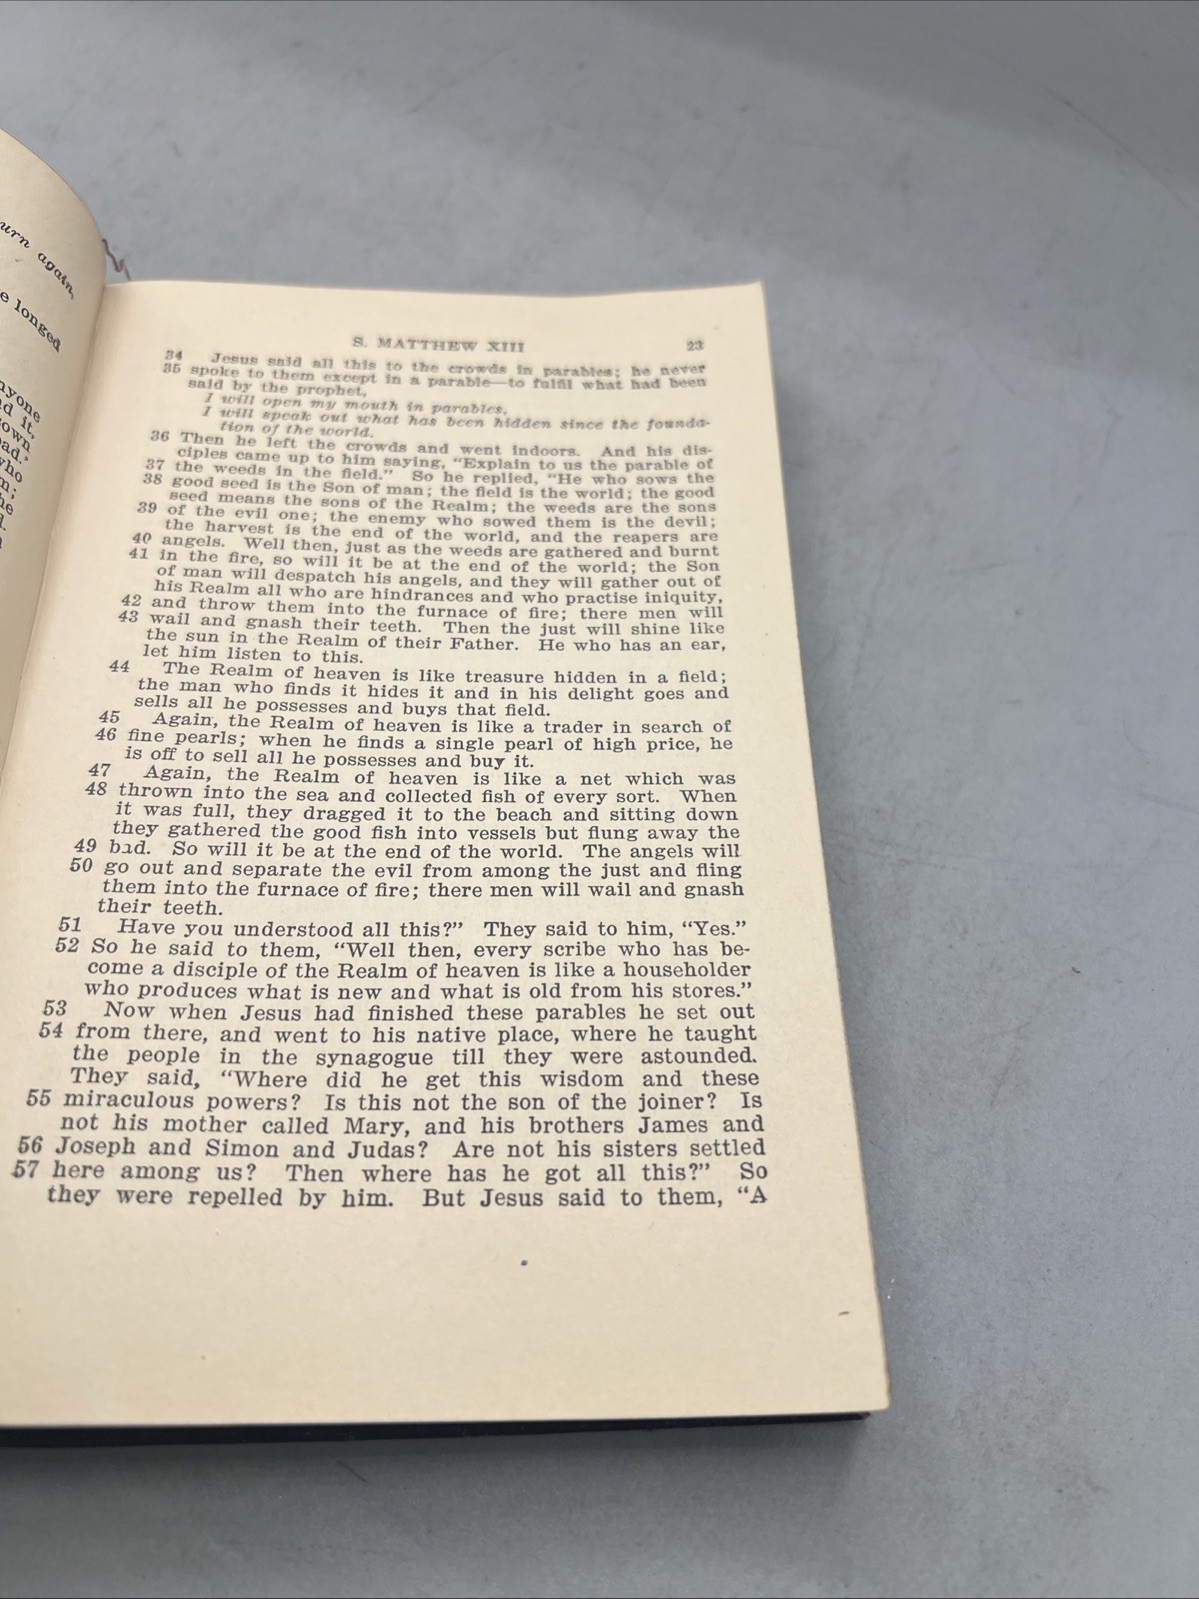 urn again,
e longed
nyone
d it,
own
ad.'
who
m;
he
d.
S. MATTHEW XIII 23
34 Jesus said all this to the crowds in parables; he never
35 spoke to them except in a parable—to fulfil what had been
said by the prophet,
I will open my mouth in parables,
I will speak out what has been hidden since the founda-
tion of the world.
36 Then he left the crowds and went indoors. And his dis-
ciples came up to him saying, "Explain to us the parable of
37 the weeds in the field." So he replied, "He who sows the
38 good seed is the Son of man; the field is the world; the good
seed means the sons of the Realm; the weeds are the sons
39 of the evil one; the enemy who sowed them is the devil;
the harvest is the end of the world, and the reapers are
40 angels. Well then, just as the weeds are gathered and burnt
41 in the fire, so will it be at the end of the world; the Son
of man will despatch his angels, and they will gather out of
his Realm all who are hindrances and who practise iniquity,
42 and throw them into the furnace of fire; there men will
43 wail and gnash their teeth. Then the just will shine like
the sun in the Realm of their Father. He who has an ear,
let him listen to this.
44 The Realm of heaven is like treasure hidden in a field;
the man who finds it hides it and in his delight goes and
sells all he possesses and buys that field.
45 Again, the Realm of heaven is like a trader in search of
46 fine pearls; when he finds a single pearl of high price, he
is off to sell all he possesses and buy it.
47 Again, the Realm of heaven is like a net which was
48 thrown into the sea and collected fish of every sort. When
it was full, they dragged it to the beach and sitting down
they gathered the good fish into vessels but flung away the
49 bad. So will it be at the end of the world. The angels will
50 go out and separate the evil from among the just and fling
them into the furnace of fire; there men will wail and gnash
their teeth.
51 Have you understood all this?" They said to him, "Yes."
52 So he said to them, "Well then, every scribe who has be-
come a disciple of the Realm of heaven is like a householder
who produces what is new and what is old from his stores."
53 Now when Jesus had finished these parables he set out
54 from there, and went to his native place, where he taught
the people in the synagogue till they were astounded.
They said, "Where did he get this wisdom and these
55 miraculous powers? Is this not the son of the joiner? Is
not his mother called Mary, and his brothers James and
56 Joseph and Simon and Judas? Are not his sisters settled
57 here among us? Then where has he got all this?" So
they were repelled by him. But Jesus said to them, "A